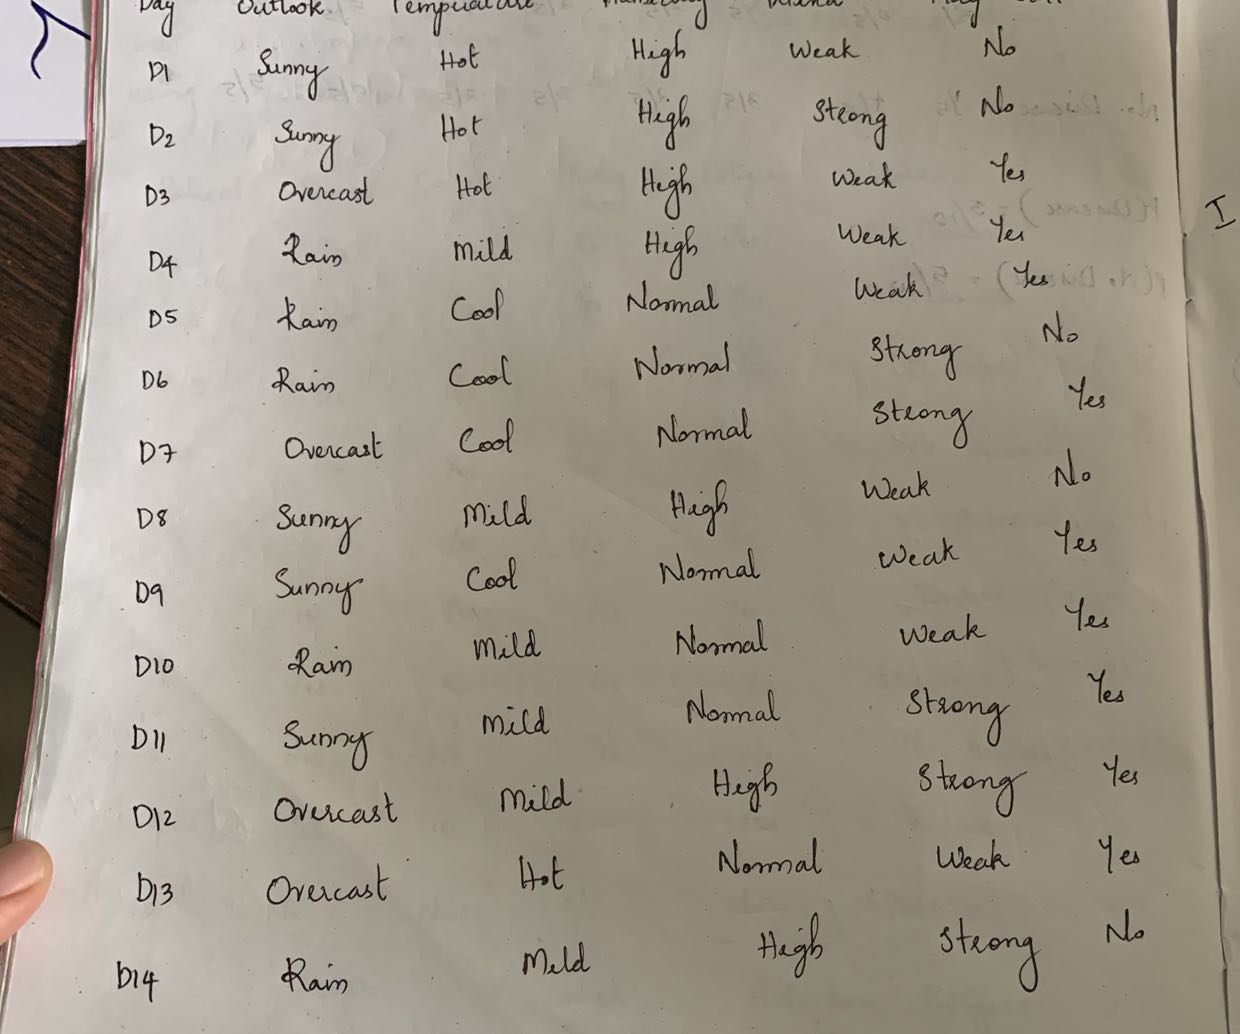 Day Outlook Temperature Humidity Wind
D1 Sunny Hot High Weak No
D2 Sunny Hot High Strong No
D3 Overcast Hot High Weak Yes
D4 Rain Mild High Weak Yes
D5 Rain Cool Normal Weak Yes
D6 Rain Cool Normal Strong No
D7 Overcast Cool Normal Strong Yes
D8 Sunny Mild High Weak No
D9 Sunny Cool Normal Weak Yes
D10 Rain Mild Normal Weak Yes
D11 Sunny Mild Normal Strong Yes
D12 Overcast Mild High Strong Yes
D13 Overcast Hot Normal Weak Yes
D14 Rain Mild High Strong No
I